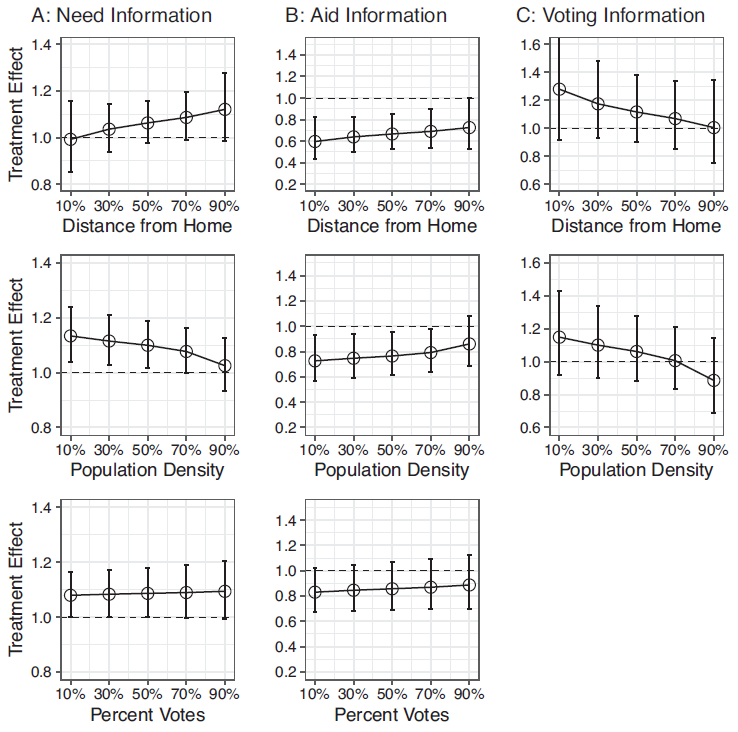 A: Need Information
B: Aid Information
C: Voting Information
Treatment Effect
1.4
1.2
1.0
0.8
10% 30% 50% 70% 90%
Distance from Home
1.4
1.2
1.0
0.8
0.6
0.4
0.2
10% 30% 50% 70% 90%
Distance from Home
1.6
1.4
1.2
1.0
0.8
0.6
10% 30% 50% 70% 90%
Distance from Home
Treatment Effect
1.4
1.2
1.0
0.8
10% 30% 50% 70% 90%
Population Density
1.4
1.2
1.0
0.8
0.6
0.4
0.2
10% 30% 50% 70% 90%
Population Density
1.6
1.4
1.2
1.0
0.8
0.6
10% 30% 50% 70% 90%
Population Density
Treatment Effect
1.4
1.2
1.0
0.8
10% 30% 50% 70% 90%
Percent Votes
1.4
1.2
1.0
0.8
0.6
0.4
0.2
10% 30% 50% 70% 90%
Percent Votes